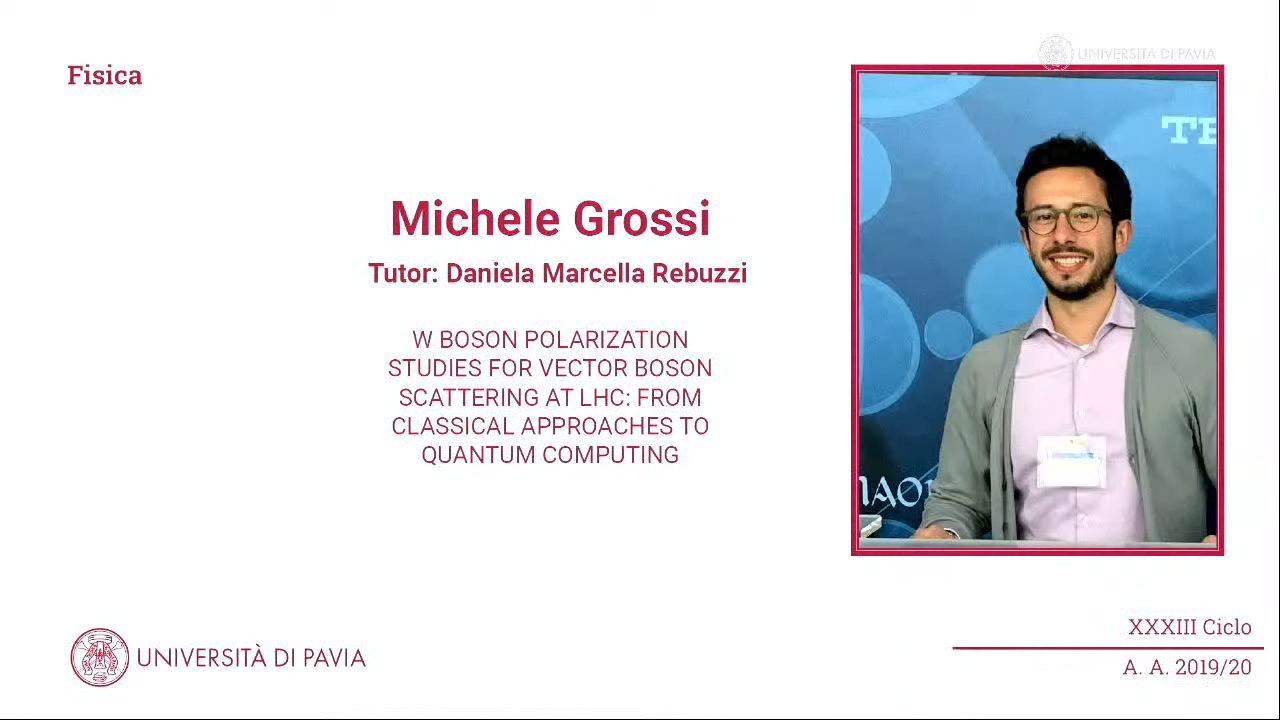 UNIVERSITÀ DI PAVIA
Fisica
Michele Grossi
Tutor: Daniela Marcella Rebuzzi
W BOSON POLARIZATION
STUDIES FOR VECTOR BOSON
SCATTERING AT LHC: FROM
CLASSICAL APPROACHES TO
QUANTUM COMPUTING
XXXIII Ciclo
UNIVERSITÀ DI PAVIA
A. A. 2019/20